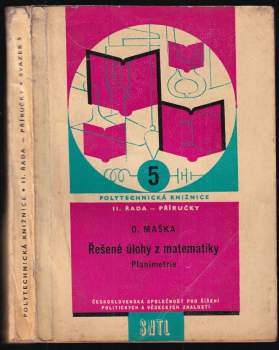 POLYTECHNICKÁ KNIŽNICE • II. ŘADA – PŘÍRUČKY • SVAZEK 5
5
POLYTECHNICKÁ KNIŽNICE
II. ŘADA – PŘÍRUČKY
O. MAŠKA
Řešené úlohy z matematiky
Planimetrie
ČESKOSLOVENSKÁ SPOLEČNOST PRO ŠÍŘENÍ
POLITICKÝCH A VĚDECKÝCH ZNALOSTÍ
SNTL